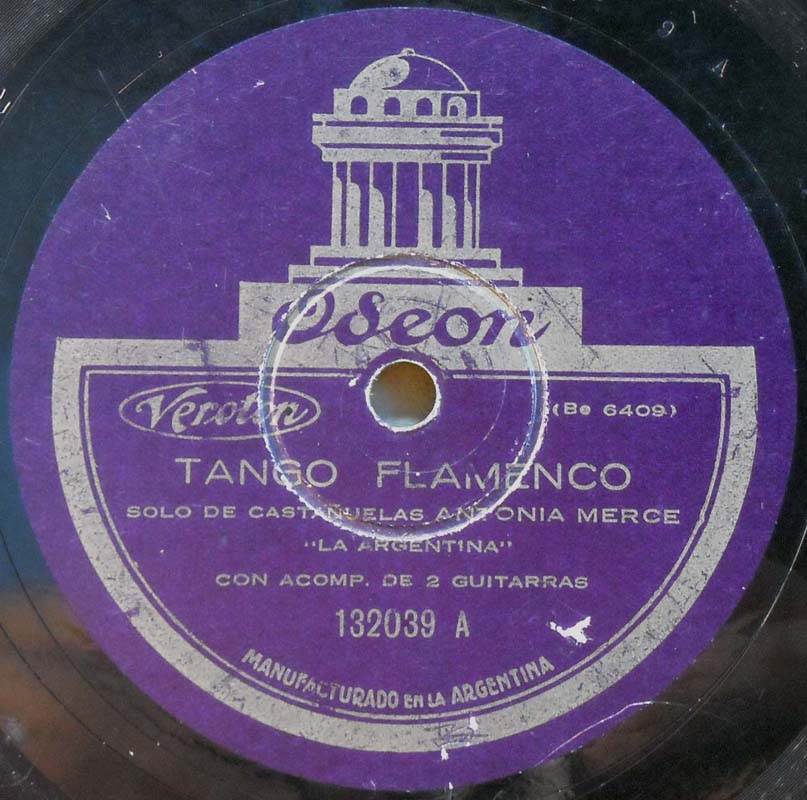 Odeon
Veroton
(Be 6409)
TANGO FLAMENCO
SOLO DE CASTAÑUELAS ANTONIA MERCE
"LA ARGENTINA"
CON ACOMP. DE 2 GUITARRAS
132039 A
MANUFACTURADO EN LA ARGENTINA